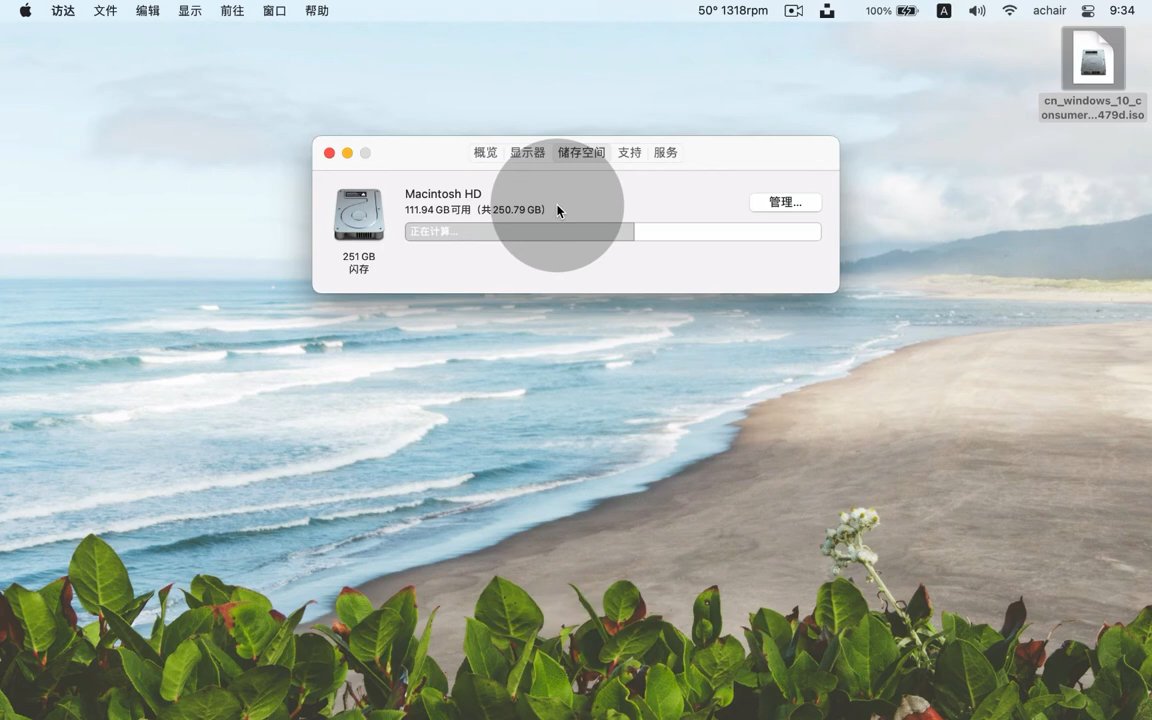 访达 文件 编辑 显示 前往 窗口 帮助 50° 1318rpm 100% A achair 9:34
cn_windows_10_c
onsumer...479d.iso
概览 显示器 储存空间 支持 服务
Macintosh HD
111.94 GB可用（共250.79 GB）
管理...
正在计算...
251 GB
闪存